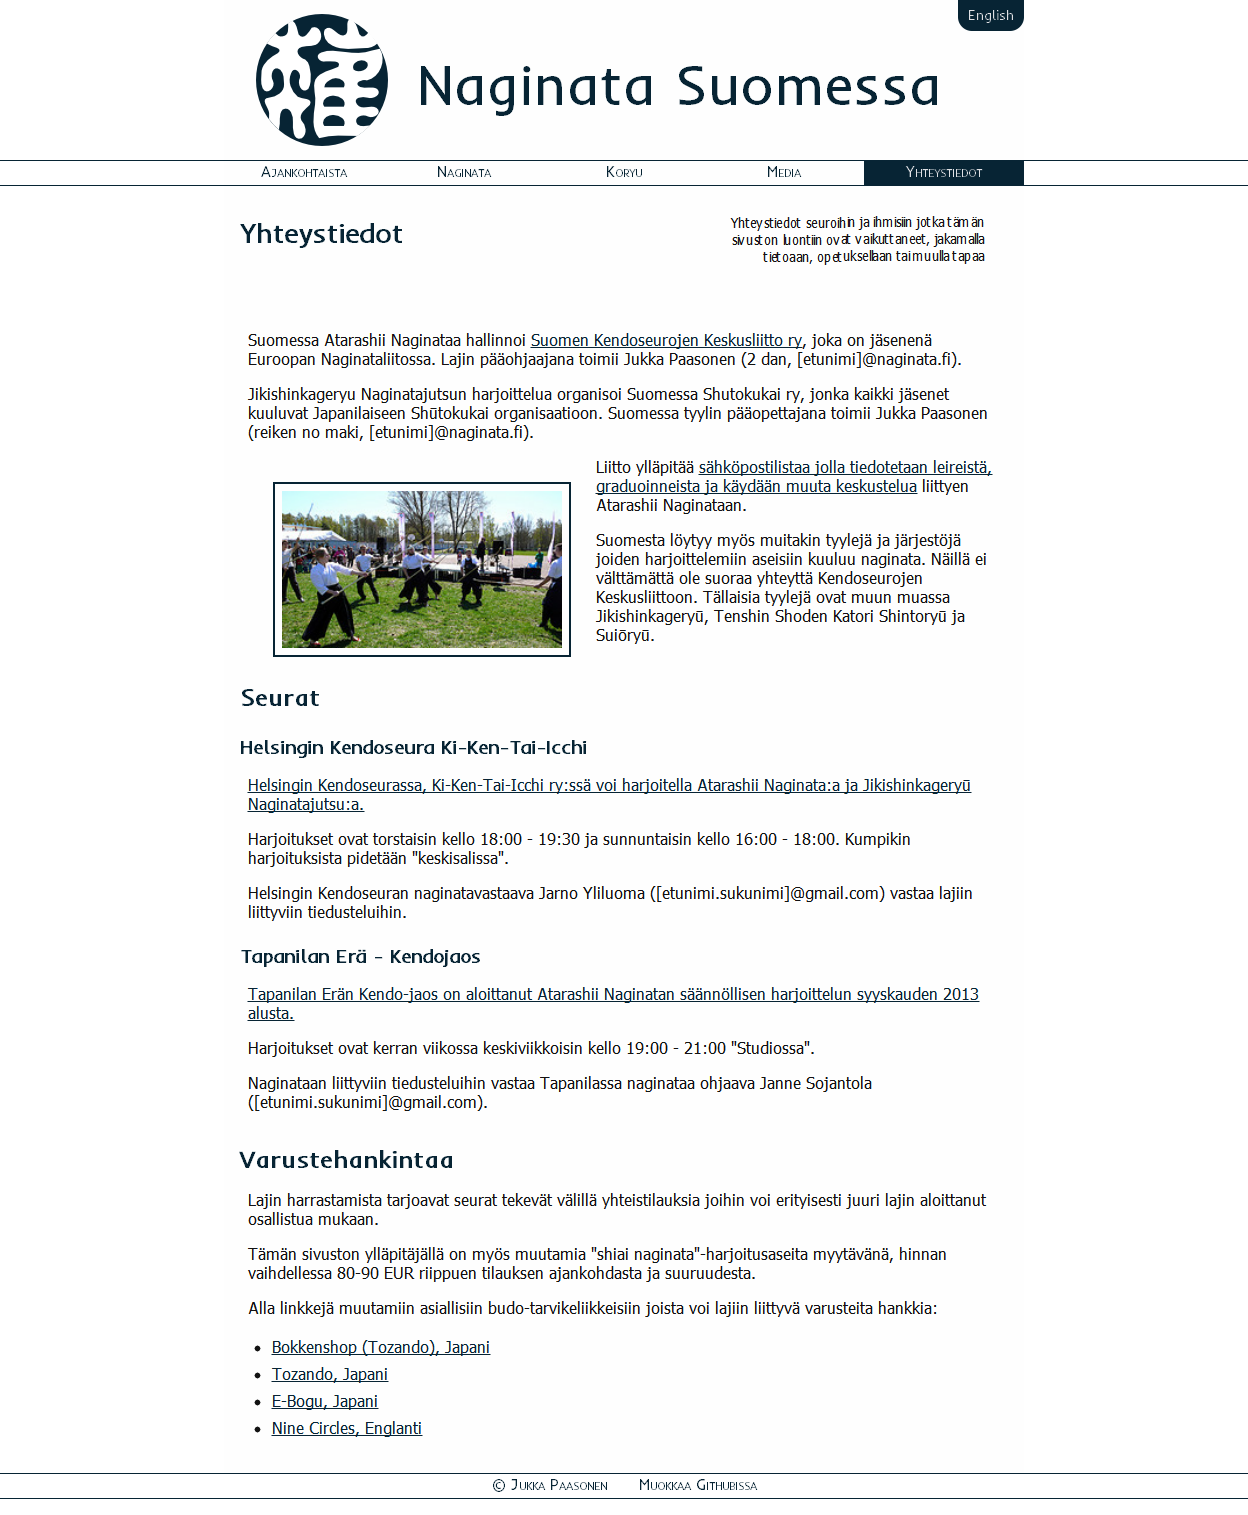 English
Naginata Suomessa
Ajankohtaista Naginata Koryu Media Yhteystiedot
Yhteystiedot
Yhteystiedot seuroihin ja ihmisiin jotka tämän
sivuston luontiin ovat vaikuttaneet, jakamalla
tietoaan, opetuksellaan tai muulla tapaa
Suomessa Atarashii Naginataa hallinnoi Suomen Kendoseurojen Keskusliitto ry, joka on jäsenenä
Euroopan Naginataliitossa. Lajin pääohjaajana toimii Jukka Paasonen (2 dan, [etunimi]@naginata.fi).
Jikishinkageryu Naginatajutsun harjoittelua organisoi Suomessa Shutokukai ry, jonka kaikki jäsenet
kuuluvat Japanilaiseen Shūtokukai organisaatioon. Suomessa tyylin pääopettajana toimii Jukka Paasonen
(reiken no maki, [etunimi]@naginata.fi).
Liitto ylläpitää sähköpostilistaa jolla tiedotetaan leireistä,
graduoinneista ja käydään muuta keskustelua liittyen
Atarashii Naginataan.
Suomesta löytyy myös muitakin tyylejä ja järjestöjä
joiden harjoittelemiin aseisiin kuuluu naginata. Näillä ei
välttämättä ole suoraa yhteyttä Kendoseurojen
Keskusliittoon. Tällaisia tyylejä ovat muun muassa
Jikishinkageryū, Tenshin Shoden Katori Shintoryū ja
Suiōryū.
Seurat
Helsingin Kendoseura Ki-Ken-Tai-Icchi
Helsingin Kendoseurassa, Ki-Ken-Tai-Icchi ry:ssä voi harjoitella Atarashii Naginata:a ja Jikishinkageryū
Naginatajutsu:a.
Harjoitukset ovat torstaisin kello 18:00 - 19:30 ja sunnuntaisin kello 16:00 - 18:00. Kumpikin
harjoituksista pidetään "keskisalissa".
Helsingin Kendoseuran naginatavastaava Jarno Yliluoma ([etunimi.sukunimi]@gmail.com) vastaa lajiin
liittyviin tiedusteluihin.
Tapanilan Erä - Kendojaos
Tapanilan Erän Kendo-jaos on aloittanut Atarashii Naginatan säännöllisen harjoittelun syyskauden 2013
alusta.
Harjoitukset ovat kerran viikossa keskiviikkoisin kello 19:00 - 21:00 "Studiossa".
Naginataan liittyviin tiedusteluihin vastaa Tapanilassa naginataa ohjaava Janne Sojantola
([etunimi.sukunimi]@gmail.com).
Varustehankintaa
Lajin harrastamista tarjoavat seurat tekevät välillä yhteistilauksia joihin voi erityisesti juuri lajin aloittanut
osallistua mukaan.
Tämän sivuston ylläpitäjällä on myös muutamia "shiai naginata"-harjoitusaseita myytävänä, hinnan
vaihdellessa 80-90 EUR riippuen tilauksen ajankohdasta ja suuruudesta.
Alla linkkejä muutamiin asiallisiin budo-tarvikeliikkeisiin joista voi lajiin liittyvä varusteita hankkia:
• Bokkenshop (Tozando), Japani
• Tozando, Japani
• E-Bogu, Japani
• Nine Circles, Englanti
© Jukka Paasonen Muokkaa Githubissa